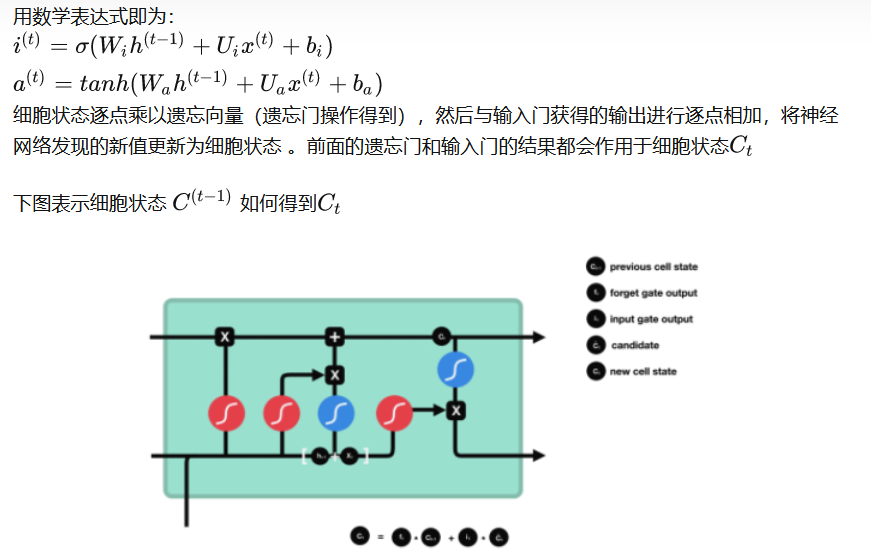 用数学表达式即为：
i^{(t)} = σ(W_i h^{(t-1)} + U_i x^{(t)} + b_i)
a^{(t)} = tanh(W_a h^{(t-1)} + U_a x^{(t)} + b_a)
细胞状态逐点乘以遗忘向量（遗忘门操作得到），然后与输入门获得的输出进行逐点相加，将神经
网络发现的新值更新为细胞状态 。前面的遗忘门和输入门的结果都会作用于细胞状态C_t
下图表示细胞状态 C^{(t-1)} 如何得到C_t
previous cell state
forget gate output
input gate output
candidate
new cell state
X + C_t
X
X
[ + ]
= * + *